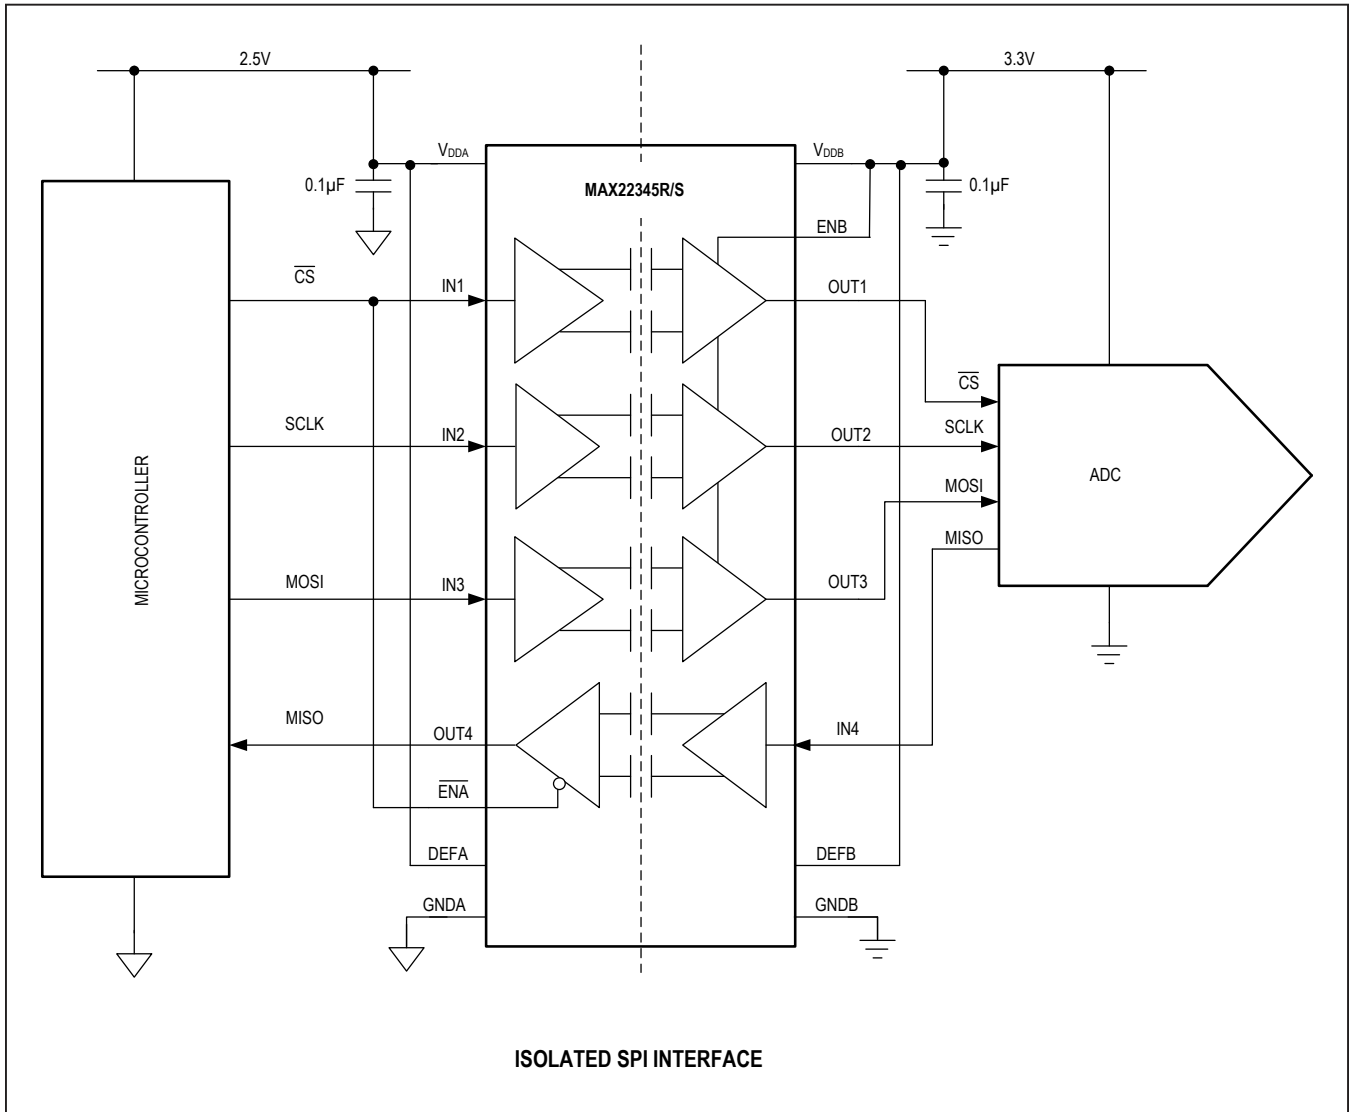 2.5V
3.3V
VDDA
VDDB
0.1µF
MAX22345R/S
0.1µF
ENB
CS
IN1
OUT1
CS
SCLK
IN2
OUT2
SCLK
MICROCONTROLLER
ADC
MOSI
MISO
MOSI
IN3
OUT3
MISO
OUT4
IN4
ENA
DEFA
DEFB
GNDA
GNDB
ISOLATED SPI INTERFACE